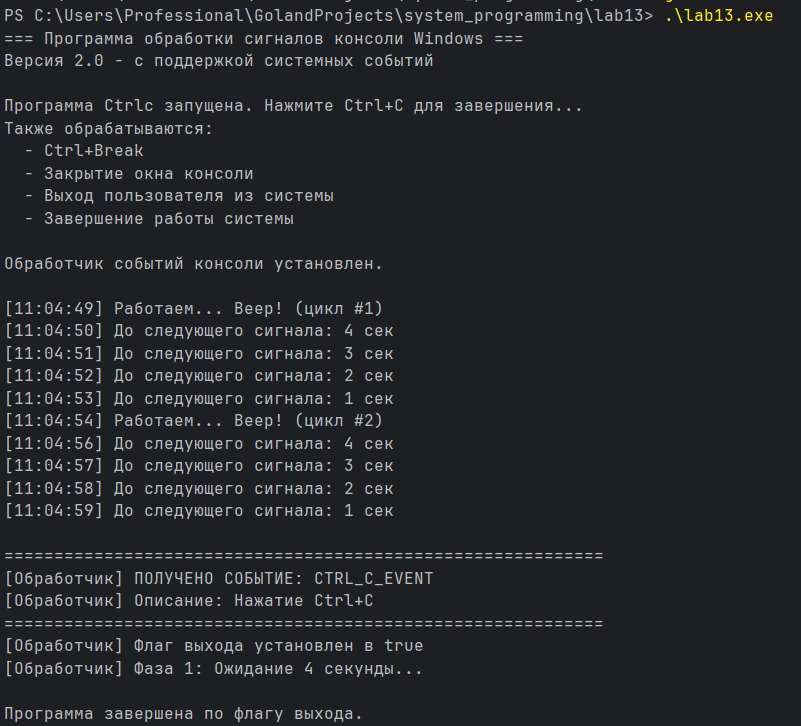 PS C:\Users\Professional\GolandProjects\system_programming\lab13> .\lab13.exe
=== Программа обработки сигналов консоли Windows ===
Версия 2.0 - с поддержкой системных событий
Программа Ctrlc запущена. Нажмите Ctrl+C для завершения...
Также обрабатываются:
- Ctrl+Break
- Закрытие окна консоли
- Выход пользователя из системы
- Завершение работы системы
Обработчик событий консоли установлен.
[11:04:49] Работаем... Beep! (цикл #1)
[11:04:50] До следующего сигнала: 4 сек
[11:04:51] До следующего сигнала: 3 сек
[11:04:52] До следующего сигнала: 2 сек
[11:04:53] До следующего сигнала: 1 сек
[11:04:54] Работаем... Beep! (цикл #2)
[11:04:56] До следующего сигнала: 4 сек
[11:04:57] До следующего сигнала: 3 сек
[11:04:58] До следующего сигнала: 2 сек
[11:04:59] До следующего сигнала: 1 сек
============================================================
[Обработчик] ПОЛУЧЕНО СОБЫТИЕ: CTRL_C_EVENT
[Обработчик] Описание: Нажатие Ctrl+C
============================================================
[Обработчик] Флаг выхода установлен в true
[Обработчик] Фаза 1: Ожидание 4 секунды...
Программа завершена по флагу выхода.